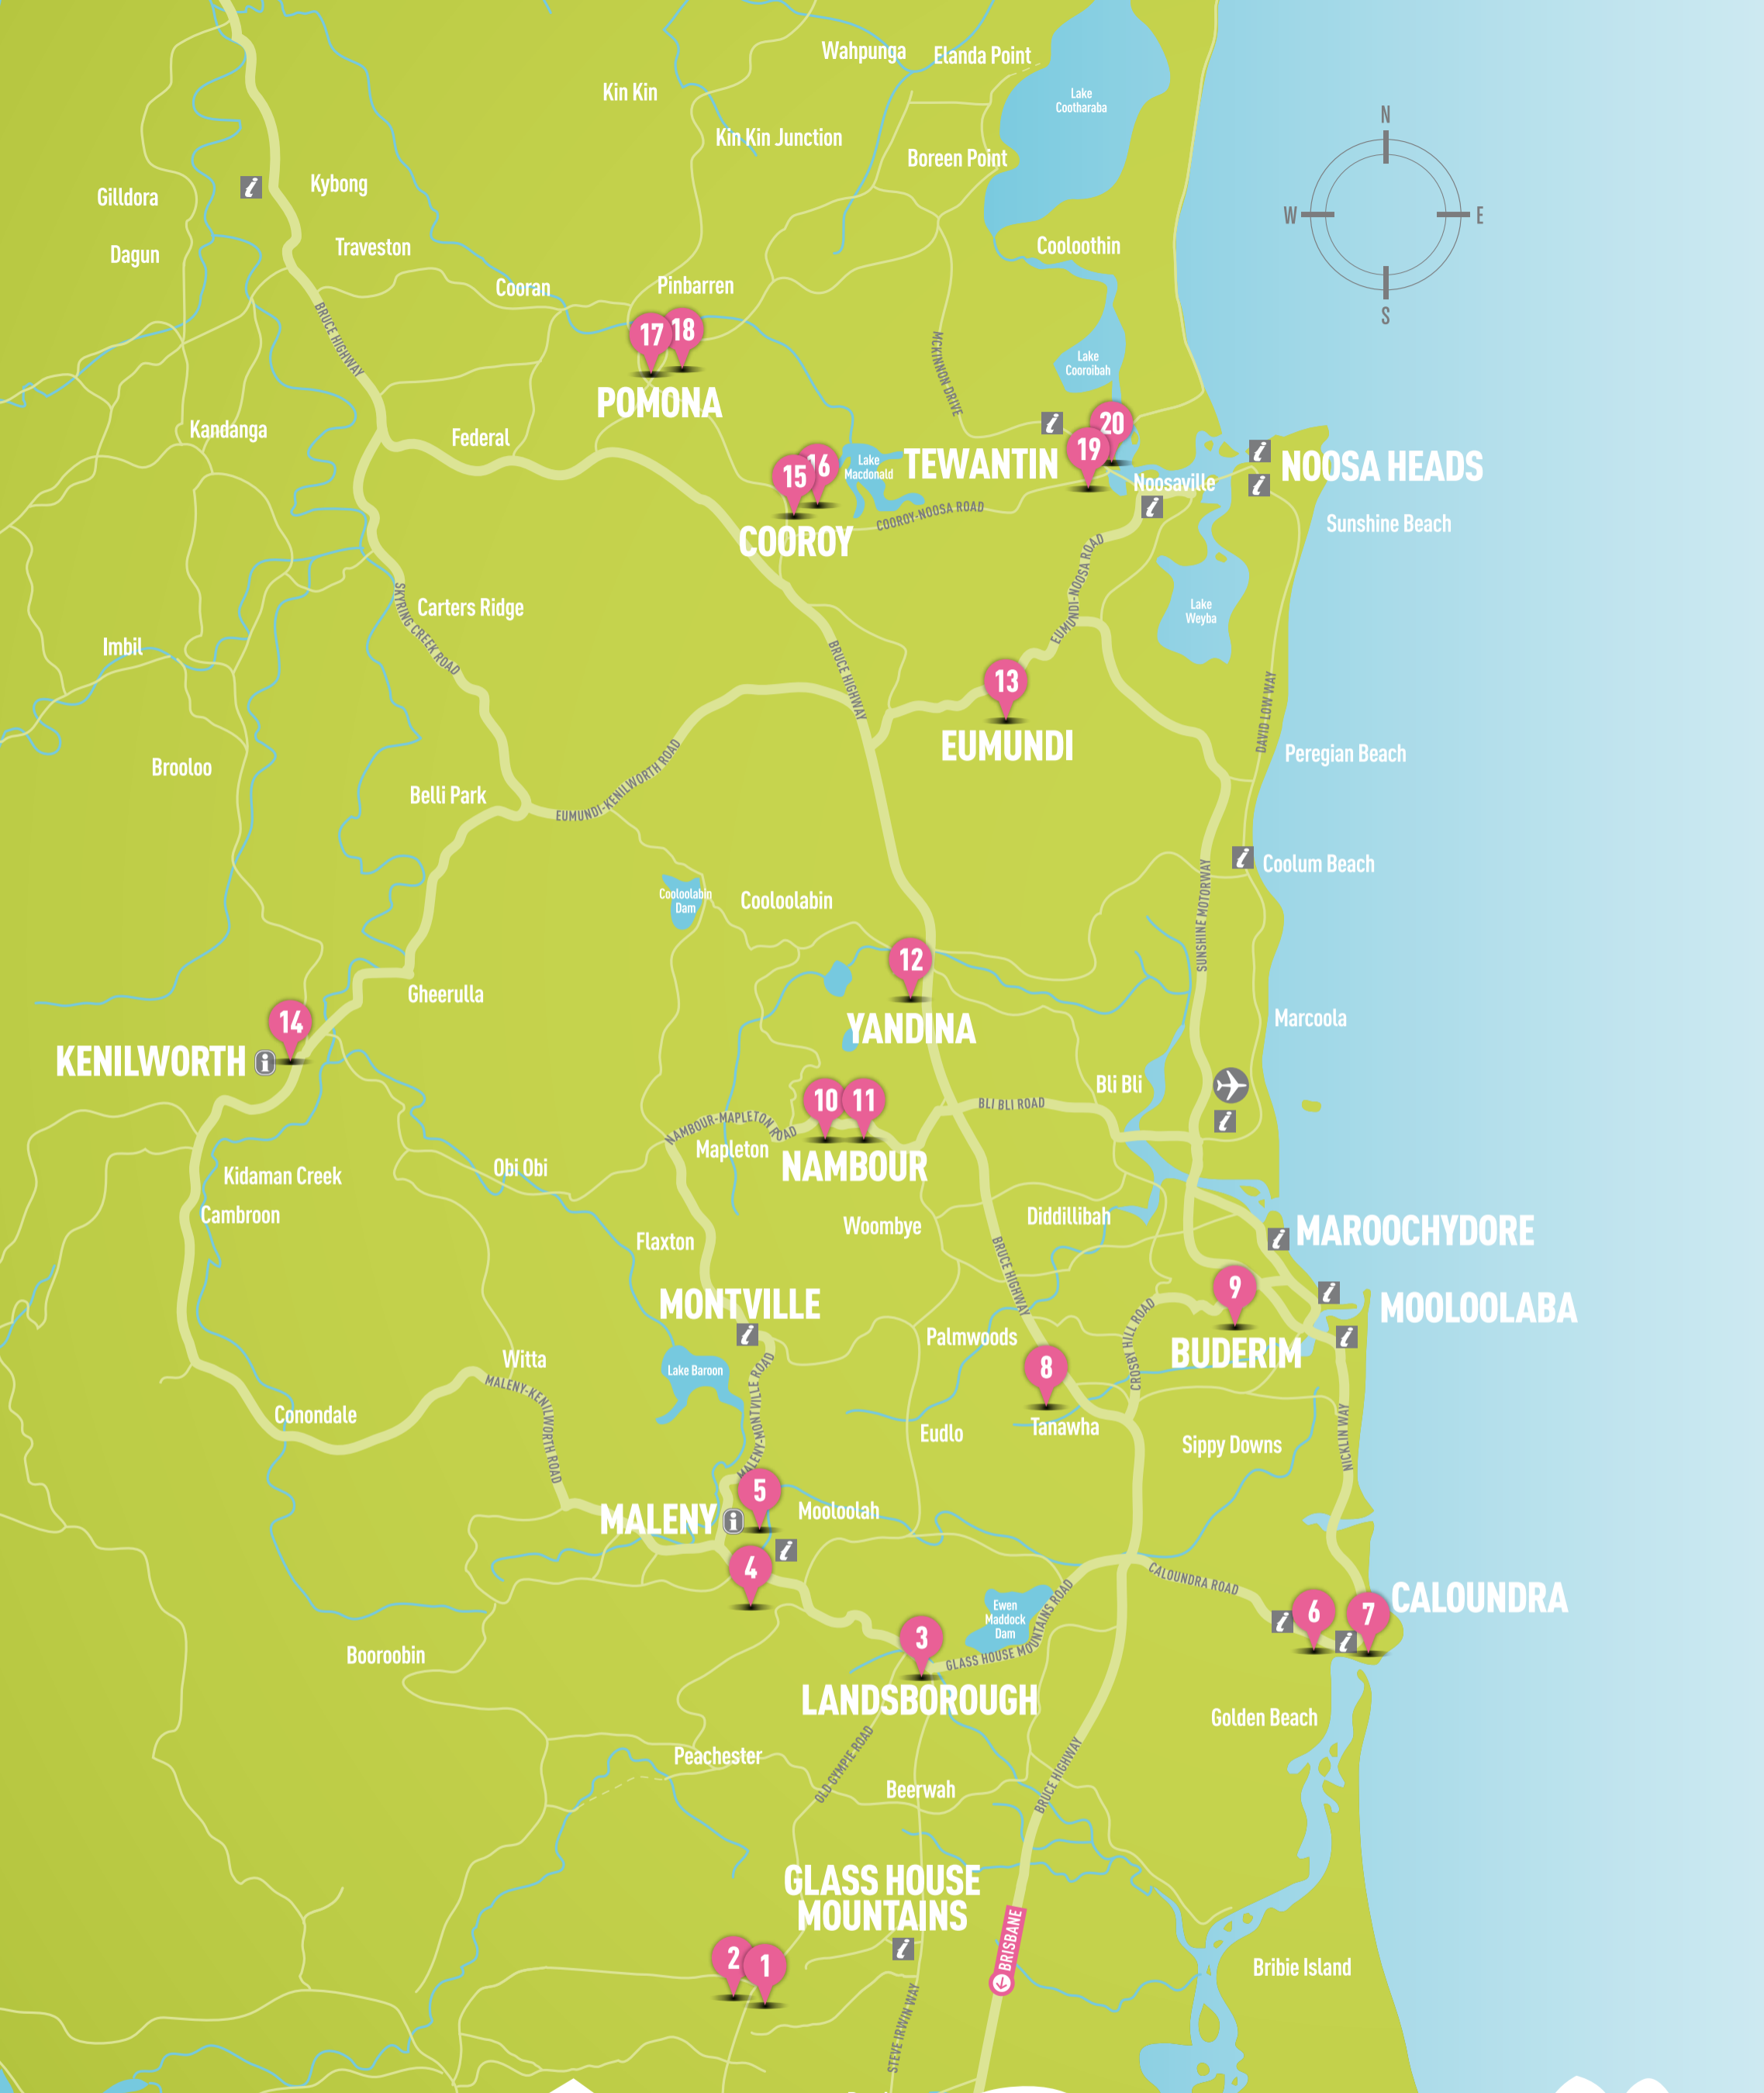 Wahpunga
Elanda Point
Kin Kin
Lake
Cootharaba
N
Kin Kin Junction
Boreen Point
Gilldora
Kybong
W
E
Dagun
Traveston
Cooloothin
Cooran
Pinbarren
S
BRUCE HIGHWAY
17
18
MCKINNON DRIVE
Lake
Cooroibah
POMONA
20
Kandanga
Federal
19
15
16
Lake
Macdonald
TEWANTIN
NOOSA HEADS
Noosaville
COOROY-NOOSA ROAD
Sunshine Beach
COOROY
EUMUNDI-NOOSA ROAD
SKYRING CREEK ROAD
Carters Ridge
Lake
Weyba
Imbil
BRUCE HIGHWAY
13
DAVID LOW WAY
EUMUNDI
Peregian Beach
Brooloo
Belli Park
EUMUNDI-KENILWORTH ROAD
Coolum Beach
SUNSHINE MOTORWAY
Cooloolabin
Dam
Cooloolabin
12
Gheerulla
14
YANDINA
Marcoola
KENILWORTH
Bli Bli
10
11
BLI BLI ROAD
NAMBOUR-MAPLETON ROAD
Mapleton
NAMBOUR
Obi Obi
Kidaman Creek
Cambroon
Woombye
Diddillibah
MAROOCHYDORE
Flaxton
BRUCE HIGHWAY
9
MONTVILLE
MOOLOOLABA
CROSBY HILL ROAD
Palmwoods
BUDERIM
Witta
Lake Baroon
8
MALENY-KENILWORTH ROAD
MALENY-MONTVILLE ROAD
Conondale
Eudlo
Tanawha
Sippy Downs
NICKLIN WAY
5
MALENY
Mooloolah
4
CALOUNDRA ROAD
CALOUNDRA
Ewen
Maddock
Dam
6
7
3
GLASS HOUSE MOUNTAINS ROAD
Booroobin
LANDSBOROUGH
Golden Beach
Peachester
OLD GYMPIE ROAD
Beerwah
BRUCE HIGHWAY
GLASS HOUSE
MOUNTAINS
BRISBANE
2
1
Bribie Island
STEVE IRWIN WAY